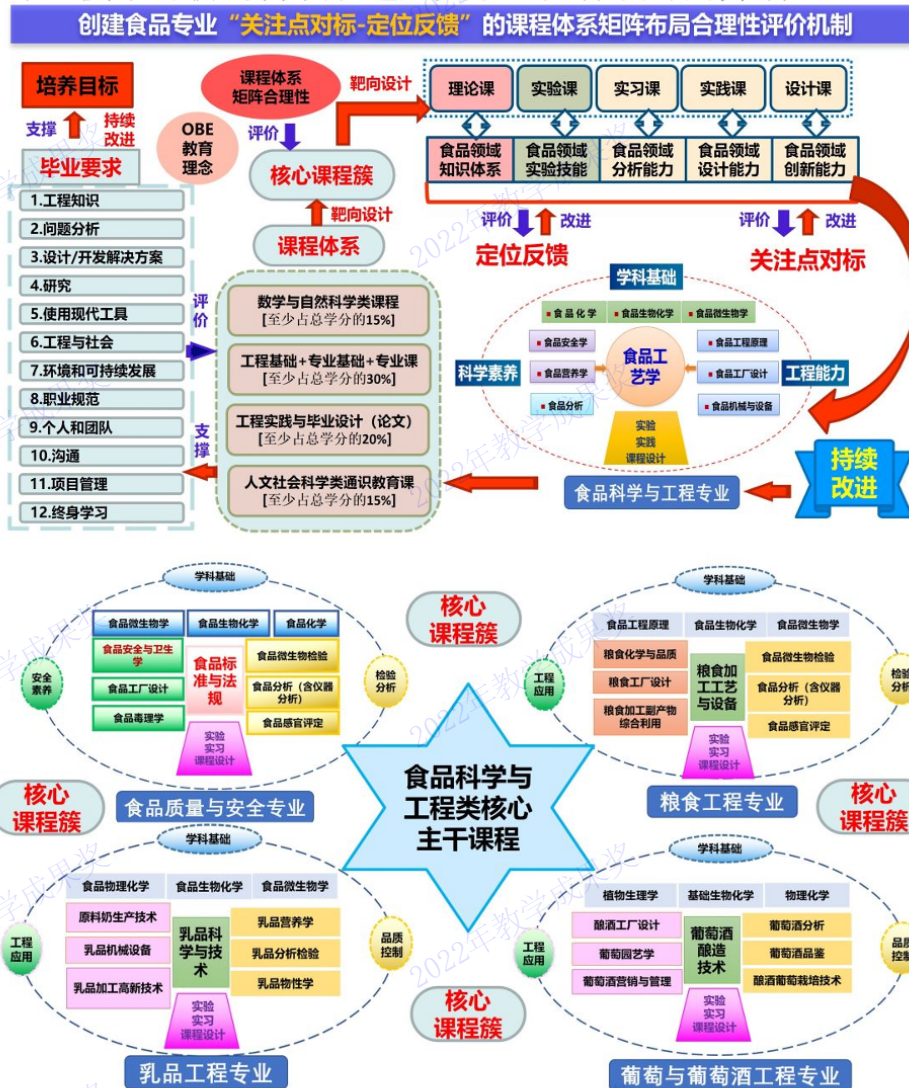 创建食品专业“关注点对标-定位反馈”的课程体系矩阵布局合理性评价机制
培养目标
支撑
持续
改进
毕业要求
1.工程知识
2.问题分析
3.设计/开发解决方案
4.研究
5.使用现代工具
6.工程与社会
7.环境和可持续发展
8.职业规范
9.个人和团队
10.沟通
11.项目管理
12.终身学习
OBE
教育
理念
课程体系
矩阵合理性
评价
核心课程簇
靶向设计
课程体系
靶向设计
评价
支撑
数学与自然科学类课程
[至少占总学分的15%]
工程基础+专业基础+专业课
[至少占总学分的30%]
工程实践与毕业设计（论文）
[至少占总学分的20%]
人文社会科学类通识教育课
[至少占总学分的15%]
理论课
实验课
实习课
实践课
设计课
食品领域
知识体系
食品领域
实验技能
食品领域
分析能力
食品领域
设计能力
食品领域
创新能力
评价
改进
定位反馈
评价
改进
关注点对标
学科基础
食品化学
食品生物化学
食品微生物学
科学素养
食品安全学
食品营养学
食品分析
食品工
艺学
食品工程原理
食品工厂设计
食品机械与设备
工程能力
实验
实践
课程设计
食品科学与工程专业
持续
改进
学科基础
食品微生物学
食品生物化学
食品化学
安全
素养
食品安全与卫生
学
食品工厂设计
食品毒理学
食品标
准与法
规
食品微生物检验
食品分析（含仪器
分析）
食品感官评定
检验
分析
实验
实习
课程设计
食品质量与安全专业
核心
课程簇
学科基础
食品工程原理
食品生物化学
食品微生物学
工程
应用
粮食化学与品质
粮食工厂设计
粮食加工副产物
综合利用
粮食加
工工艺
与设备
食品微生物检验
食品分析（含仪器
分析）
食品感官评定
检验
分析
实验
实习
课程设计
粮食工程专业
核心
课程簇
食品科学与
工程类核心
主干课程
核心
课程簇
学科基础
食品物理化学
食品生物化学
食品微生物学
工程
应用
原料奶生产技术
乳品机械设备
乳品加工高新技术
乳品科
学与技
术
乳品营养学
乳品分析检验
乳品物性学
品质
控制
实验
实习
课程设计
乳品工程专业
核心
课程簇
学科基础
植物生理学
基础生物化学
物理化学
工程
应用
酿酒工厂设计
葡萄园艺学
葡萄酒营销与管理
葡萄酒
酿造
技术
葡萄酒分析
葡萄酒品鉴
酿酒葡萄栽培技术
品质
控制
实验
实习
课程设计
葡萄与葡萄酒工程专业
2022年教学成果奖